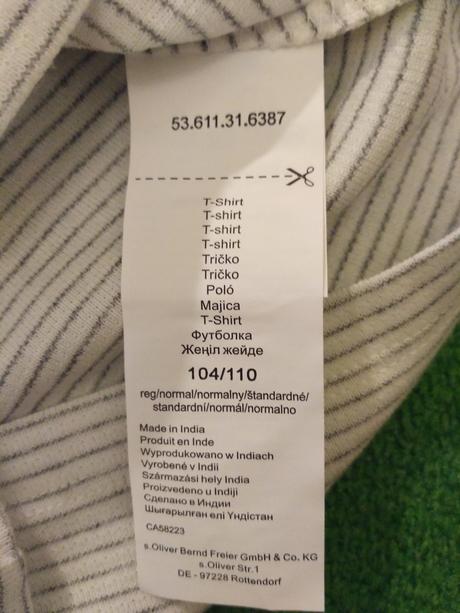 53.611.31.6387
T-Shirt
T-shirt
T-shirt
T-shirt
Tričko
Tričko
Poló
Majica
T-Shirt
Футболка
Жеңіл жейде
104/110
reg/normal/normalny/štandardné/
standardní/normál/normalno
Made in India
Produit en Inde
Wyprodukowano w Indiach
Vyrobené v Indii
Származási hely India
Proizvedeno u Indiji
Сделано в Индии
Шығарылған елі Үндістан
CA58223
s.Oliver Bernd Freier GmbH & Co. KG
s.Oliver Str.1
DE - 97228 Rottendorf